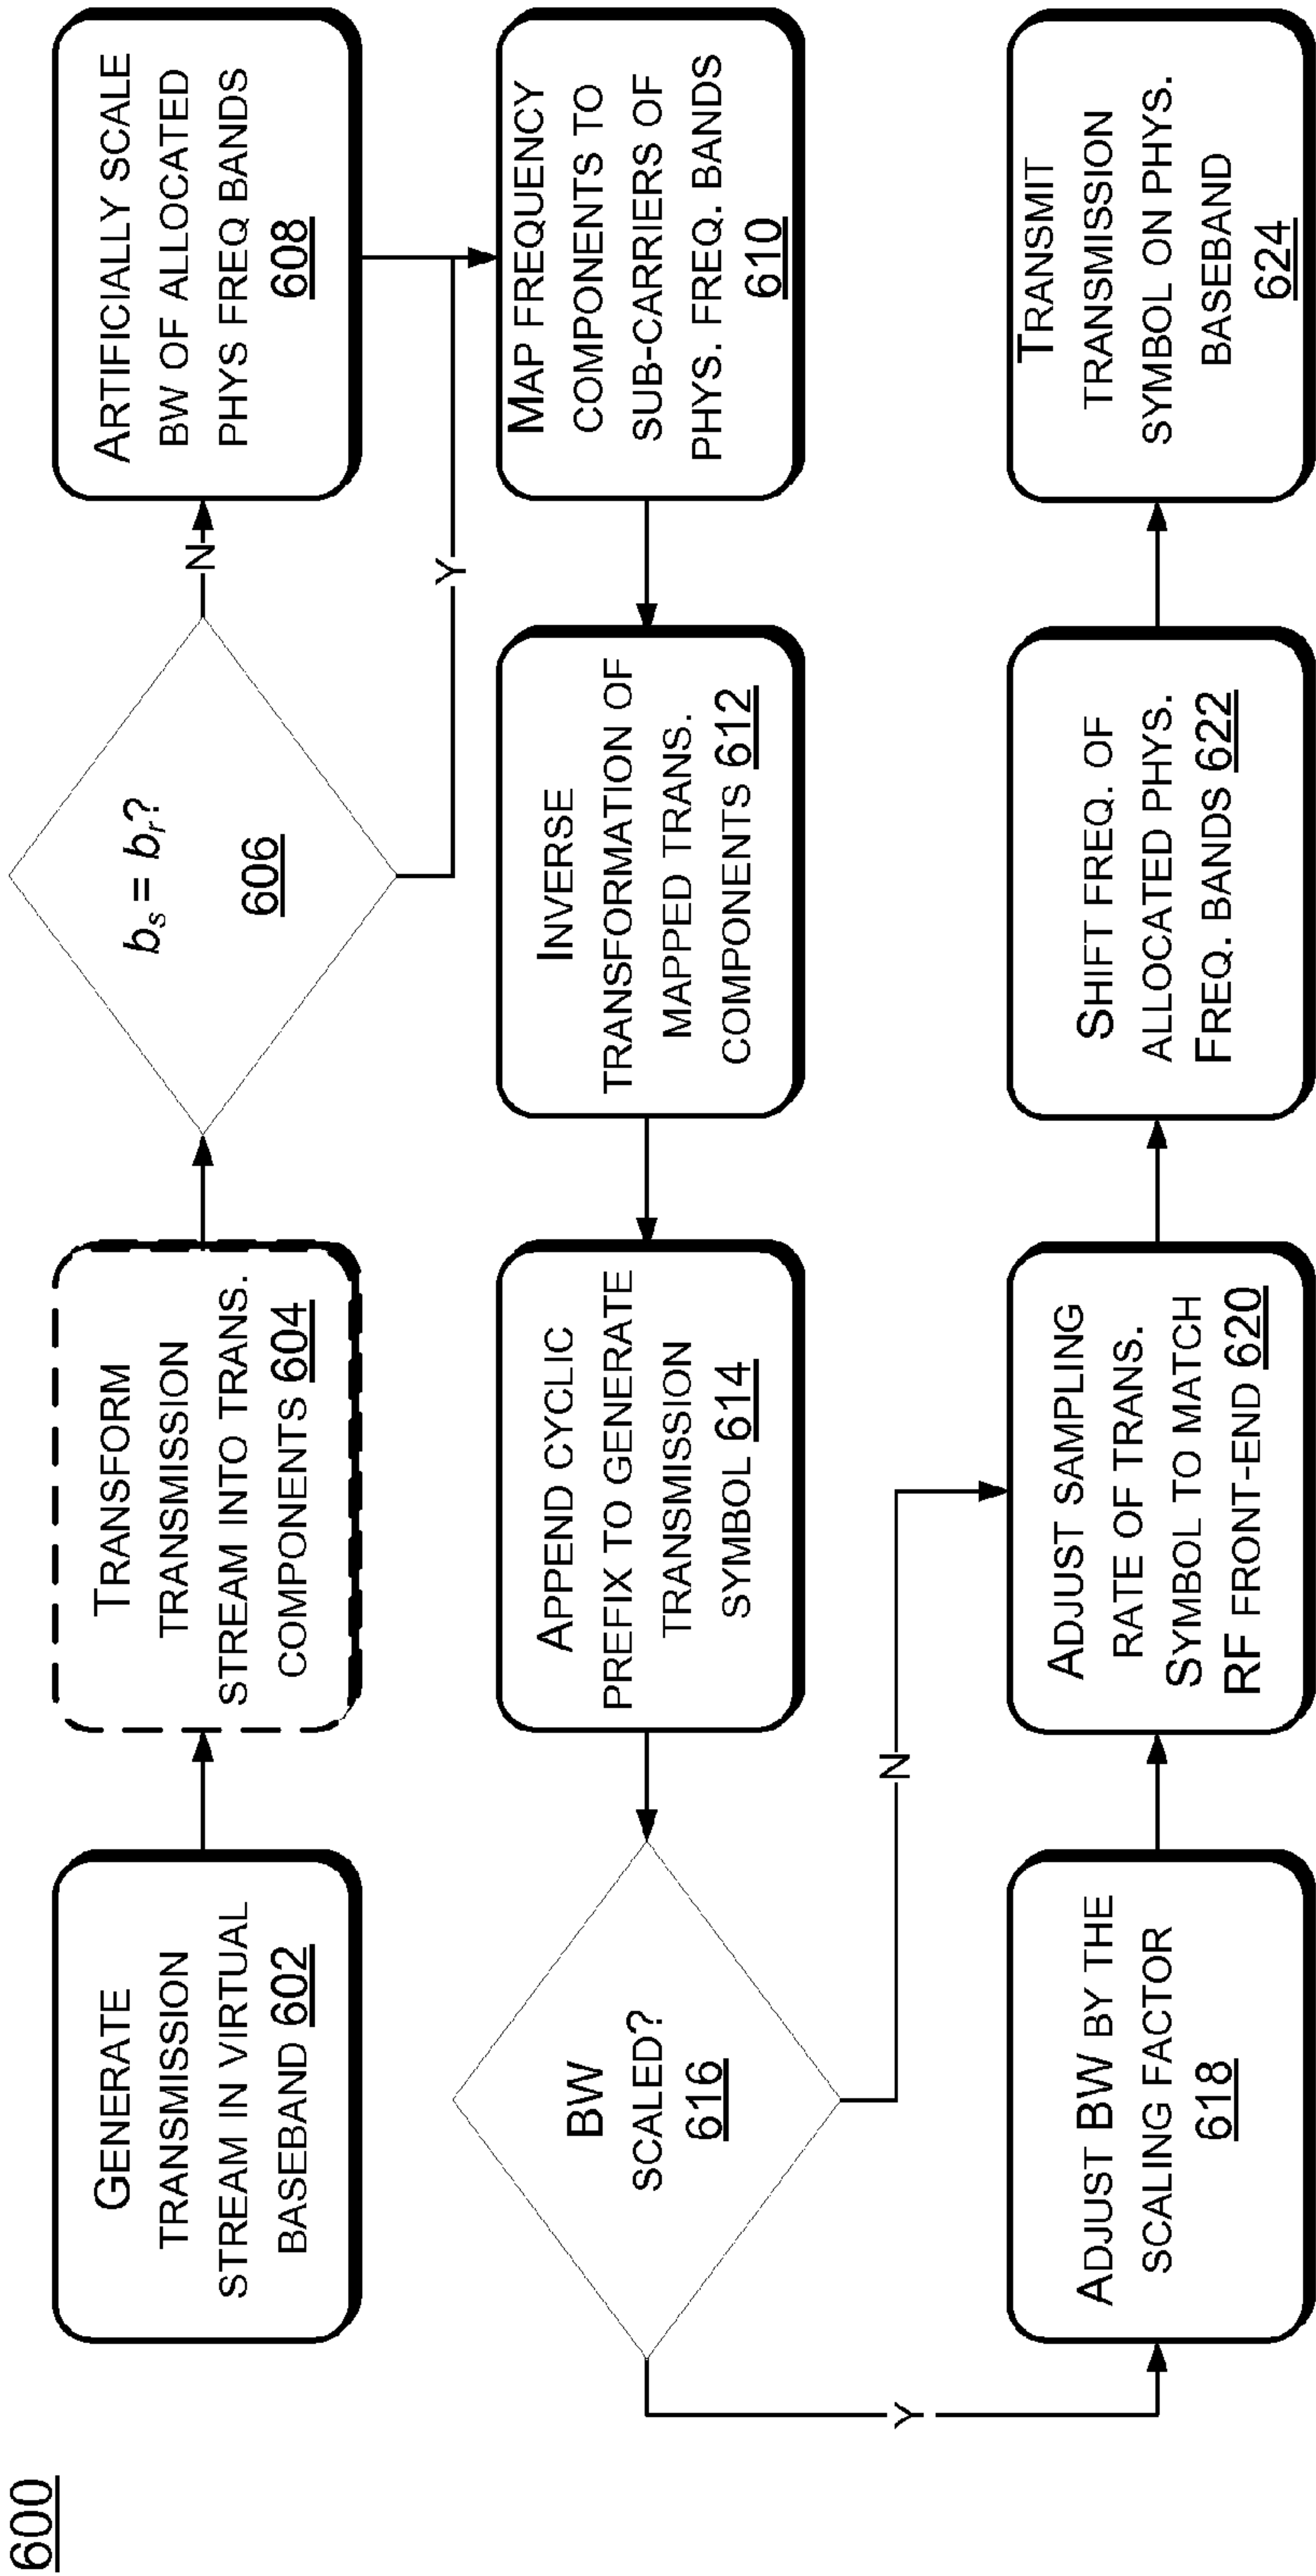 600
GENERATE
TRANSMISSION
STREAM IN VIRTUAL
BASEBAND 602
TRANSFORM
TRANSMISSION
STREAM INTO TRANS.
COMPONENTS 604
b_s = b_r?
606
N
Y
ARTIFICIALLY SCALE
BW OF ALLOCATED
PHYS FREQ BANDS
608
MAP FREQUENCY
COMPONENTS TO
SUB-CARRIERS OF
PHYS. FREQ. BANDS
610
INVERSE
TRANSFORMATION OF
MAPPED TRANS.
COMPONENTS 612
APPEND CYCLIC
PREFIX TO GENERATE
TRANSMISSION
SYMBOL 614
BW
SCALED?
616
Y
N
ADJUST BW BY THE
SCALING FACTOR
618
ADJUST SAMPLING
RATE OF TRANS.
SYMBOL TO MATCH
RF FRONT-END 620
SHIFT FREQ. OF
ALLOCATED PHYS.
FREQ. BANDS 622
TRANSMIT
TRANSMISSION
SYMBOL ON PHYS.
BASEBAND
624